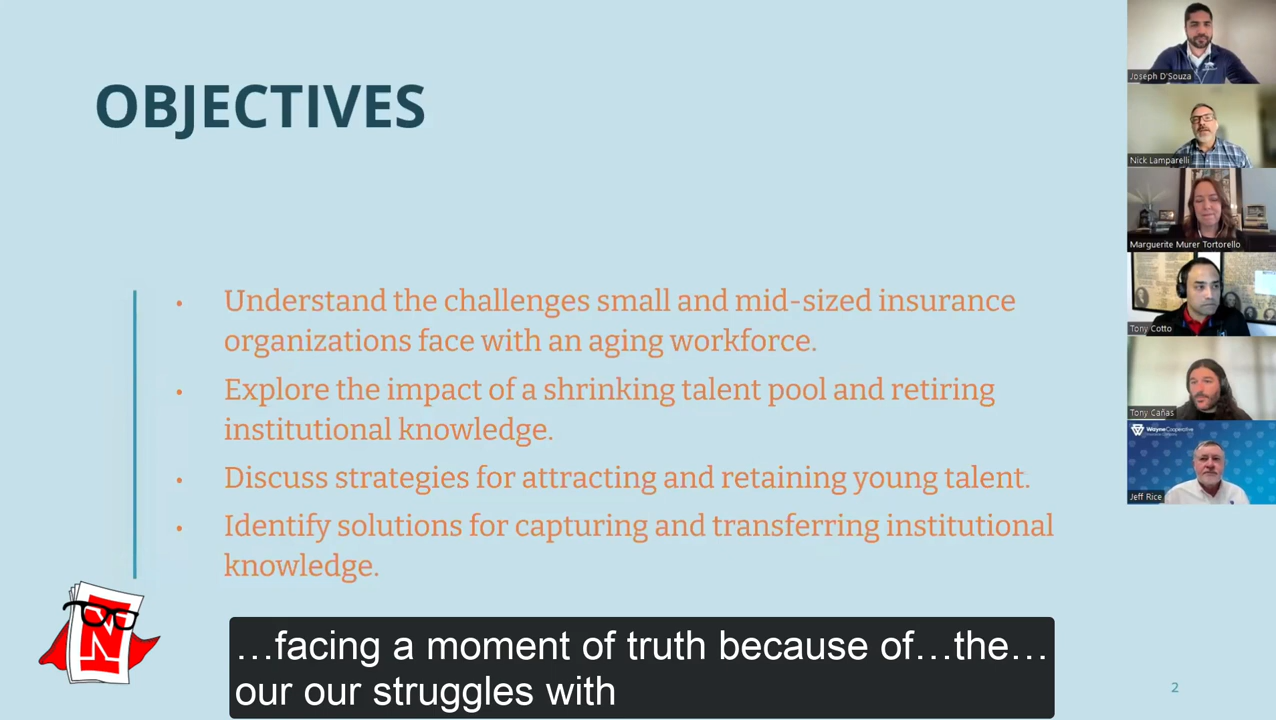 OBJECTIVES
• Understand the challenges small and mid-sized insurance
organizations face with an aging workforce.
• Explore the impact of a shrinking talent pool and retiring
institutional knowledge.
• Discuss strategies for attracting and retaining young talent.
• Identify solutions for capturing and transferring institutional
knowledge.
N
…facing a moment of truth because of…the…
our our struggles with
2
Joseph D'Souza
Nick Lamparelli
Marguerite Murer Tortorello
Tony Cotto
Tony Cañas
WayneCooperative
Jeff Rice